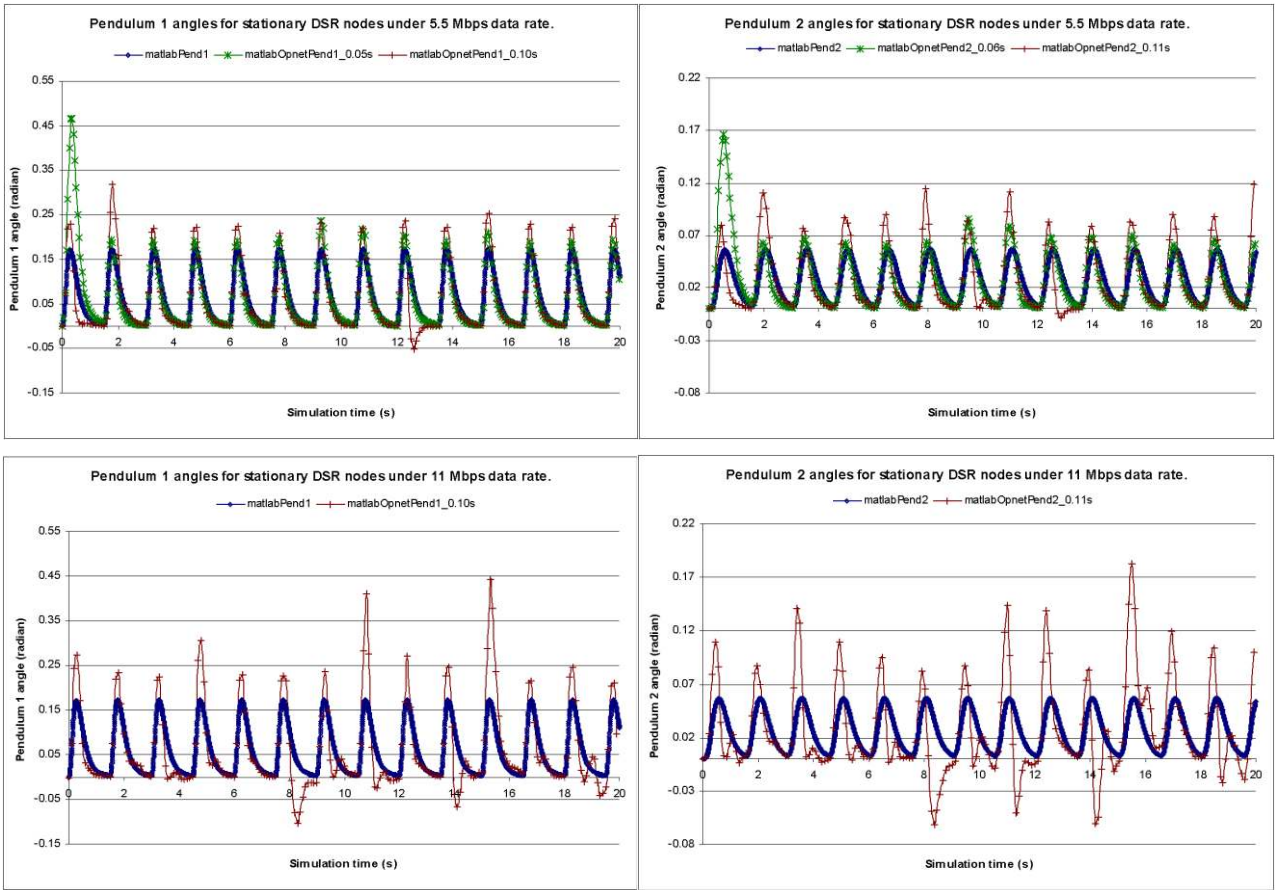 Pendulum 1 angles for stationary DSR nodes under 5.5 Mbps data rate.
matlabPend1 matlabOpnetPend1_0.05s matlabOpnetPend1_0.10s
Pendulum 1 angle (radian)
0.55
0.45
0.35
0.25
0.15
0.05
-0.05
-0.15
0 2 4 6 8 10 12 14 16 18 20
Simulation time (s)
Pendulum 2 angles for stationary DSR nodes under 5.5 Mbps data rate.
matlabPend2 matlabOpnetPend2_0.06s matlabOpnetPend2_0.11s
Pendulum 2 angle (radian)
0.22
0.17
0.12
0.07
0.02
-0.03
-0.08
0 2 4 6 8 10 12 14 16 18 20
Simulation time (s)
Pendulum 1 angles for stationary DSR nodes under 11 Mbps data rate.
matlabPend1 matlabOpnetPend1_0.10s
Pendulum 1 angle (radian)
0.55
0.45
0.35
0.25
0.15
0.05
-0.05
-0.15
0 2 4 6 8 10 12 14 16 18 20
Simulation time (s)
Pendulum 2 angles for stationary DSR nodes under 11 Mbps data rate.
matlabPend2 matlabOpnetPend2_0.11s
Pendulum 2 angle (radian)
0.22
0.17
0.12
0.07
0.02
-0.03
-0.08
0 2 4 6 8 10 12 14 16 18 20
Simulation time (s)